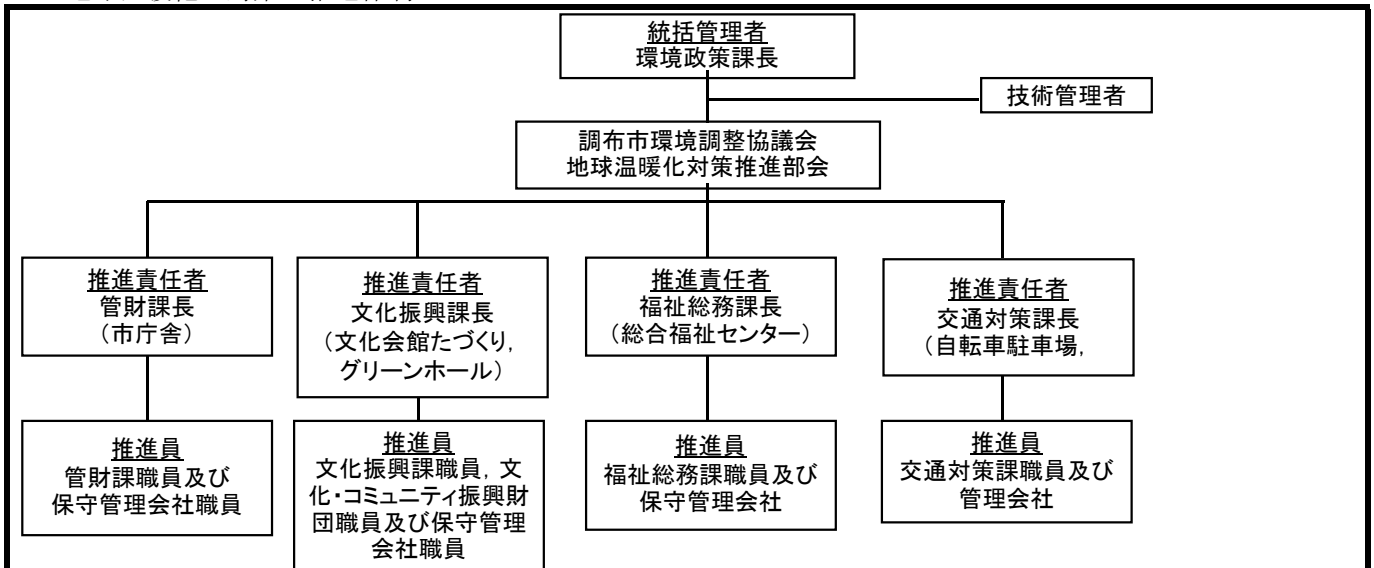 統括管理者
環境政策課長
技術管理者
調布市環境調整協議会
地球温暖化対策推進部会
推進責任者
管財課長
（市庁舎）
推進責任者
文化振興課長
（文化会館たづくり，
グリーンホール）
推進責任者
福祉総務課長
（総合福祉センター）
推進責任者
交通対策課長
（自転車駐車場，
推進員
管財課職員及び
保守管理会社職員
推進員
文化振興課職員，文
化・コミュニティ振興財
団職員及び保守管理
会社職員
推進員
福祉総務課職員及び
保守管理会社
推進員
交通対策課職員及び
管理会社